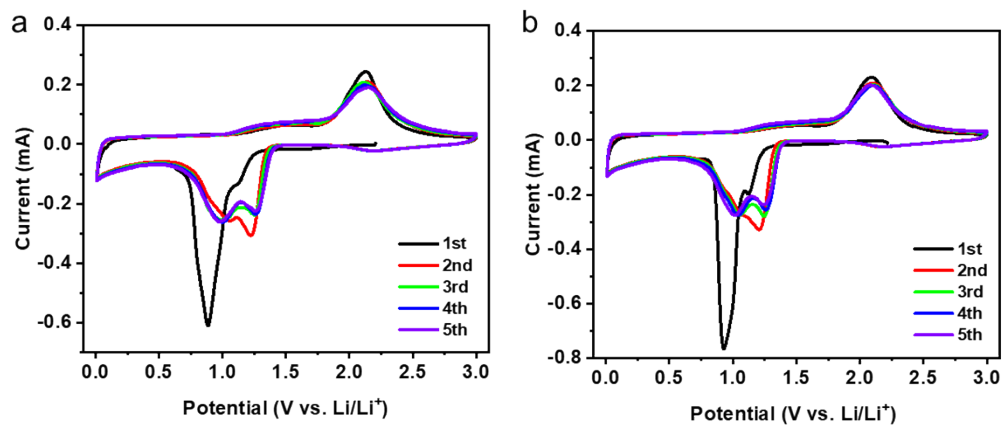 a
0.4
0.2
0.0
-0.2
-0.4
-0.6
Current (mA)
1st
2nd
3rd
4th
5th
0.0 0.5 1.0 1.5 2.0 2.5 3.0
Potential (V vs. Li/Li⁺)
b
0.4
0.2
0.0
-0.2
-0.4
-0.6
-0.8
Current (mA)
1st
2nd
3rd
4th
5th
0.0 0.5 1.0 1.5 2.0 2.5 3.0
Potential (V vs. Li/Li⁺)